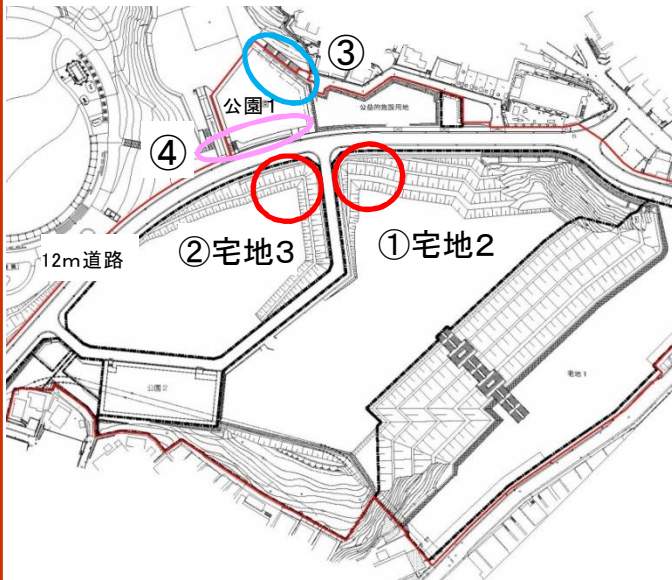 ③
公園1
公益的施設用地
④
②宅地3
①宅地2
12m道路
宅地1
公園2